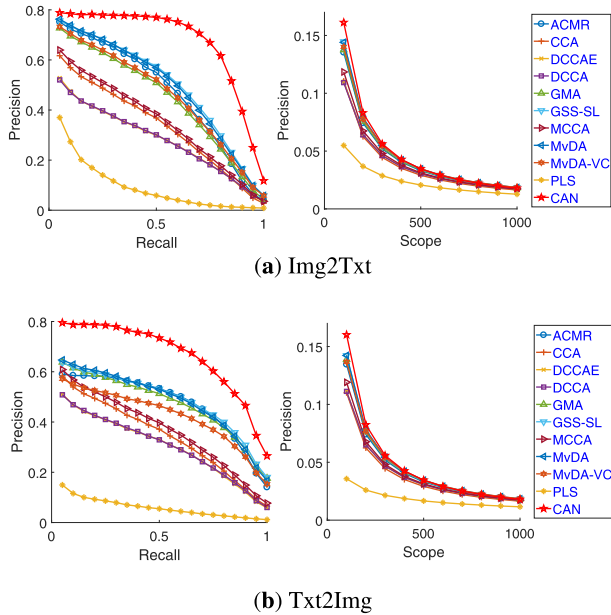 0.8
0.6
0.4
0.2
0
Precision
0
0.5
1
Recall
0.15
0.1
0.05
0
Precision
0
500
1000
Scope
ACMR
CCA
DCCAE
DCCA
GMA
GSS-SL
MCCA
MvDA
MvDA-VC
PLS
CAN
(a) Img2Txt
0.8
0.6
0.4
0.2
0
Precision
0
0.5
1
Recall
0.15
0.1
0.05
0
Precision
0
500
1000
Scope
ACMR
CCA
DCCAE
DCCA
GMA
GSS-SL
MCCA
MvDA
MvDA-VC
PLS
CAN
(b) Txt2Img